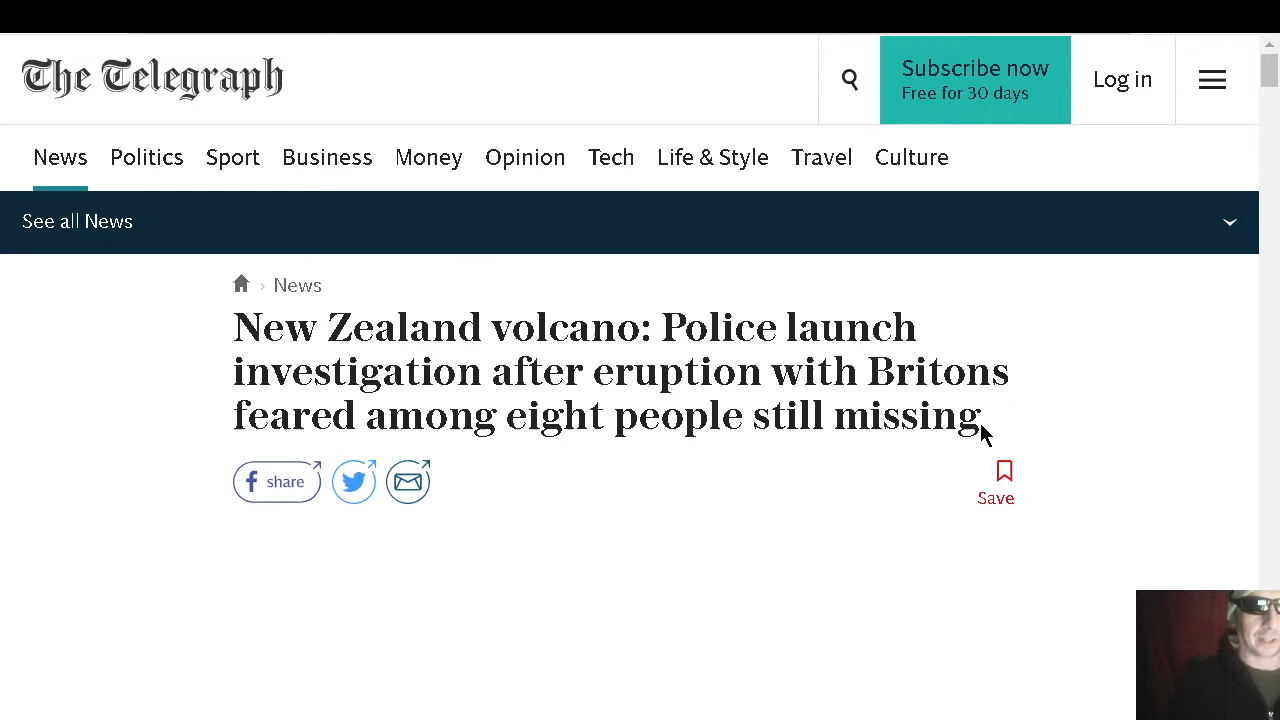 The Telegraph
Subscribe now
Free for 30 days
Log in
News Politics Sport Business Money Opinion Tech Life & Style Travel Culture
See all News
News
New Zealand volcano: Police launch
investigation after eruption with Britons
feared among eight people still missing
share
Save